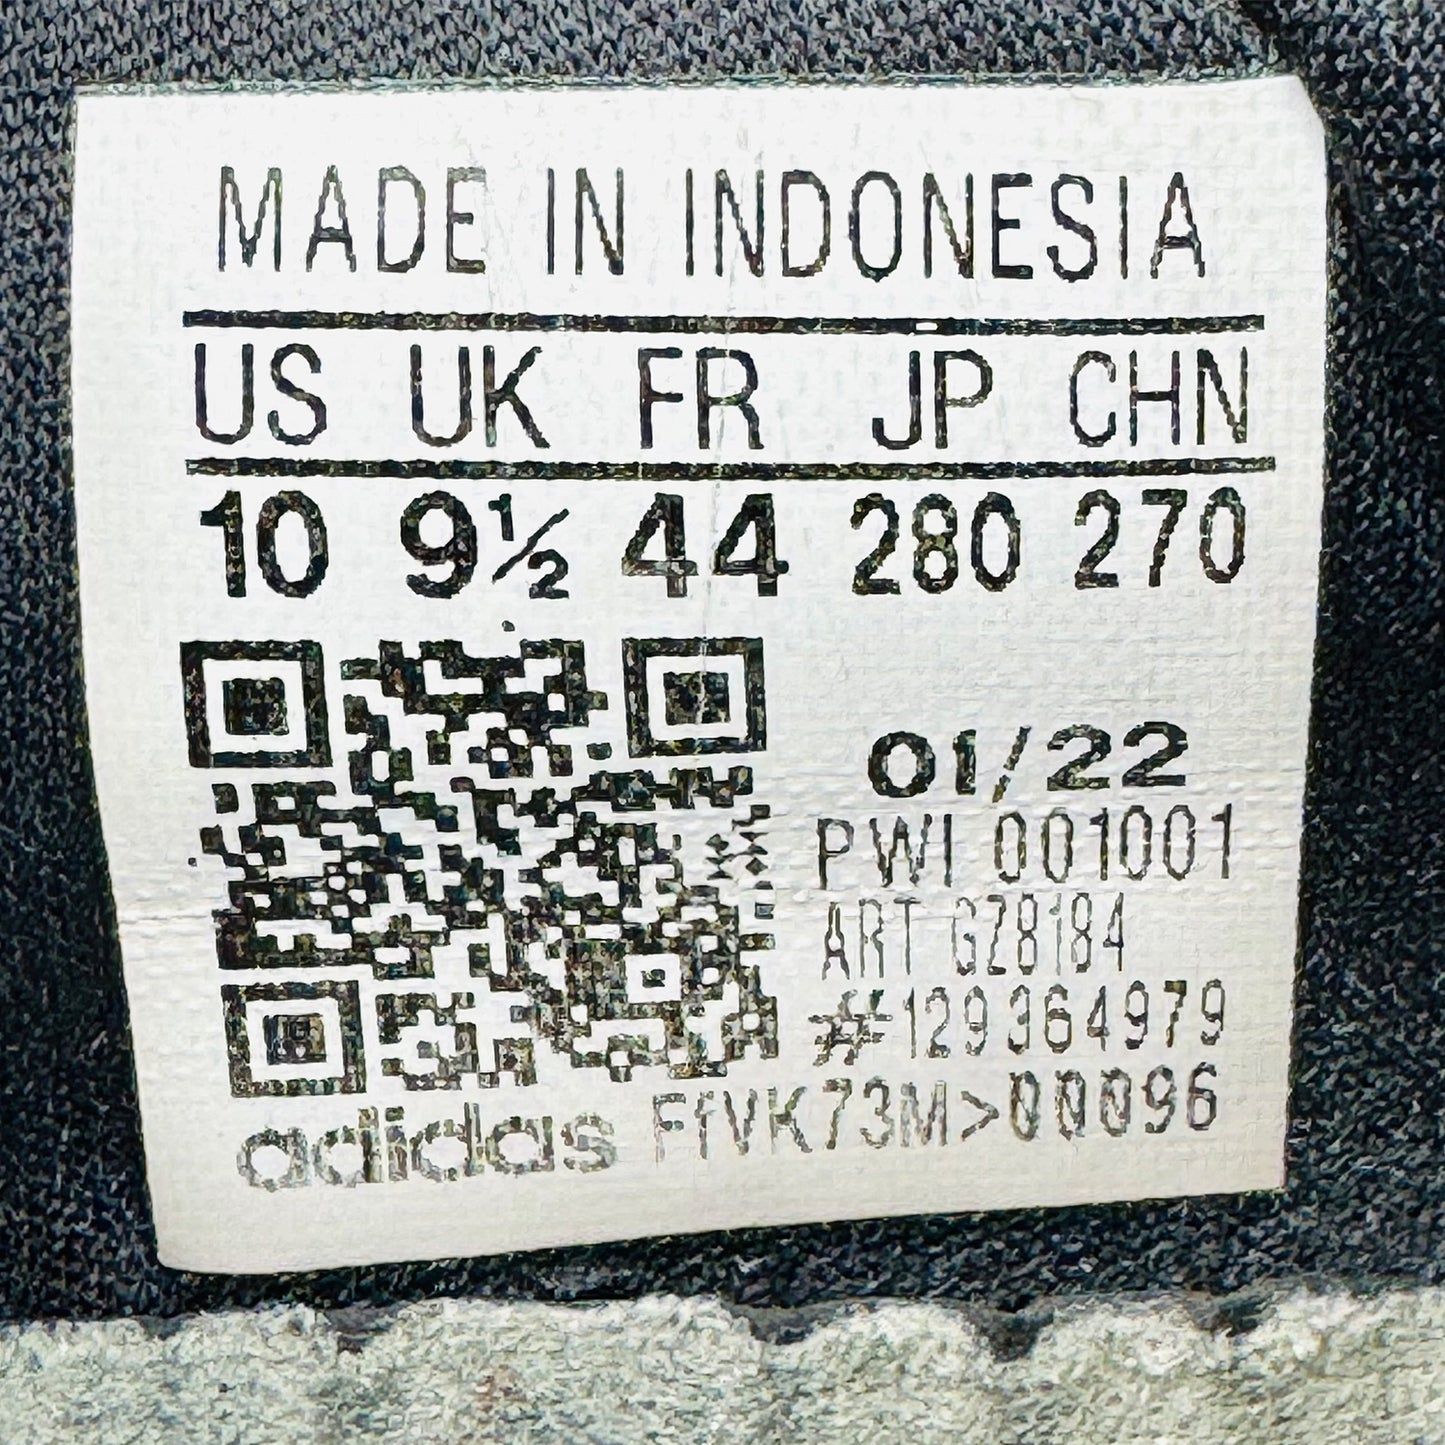 MADE IN INDONESIA
US UK FR JP CHN
10 9½ 44 280 270
01/22
PWI 001001
ART GZ8184
#129364979
adidas FfVK73M>00096